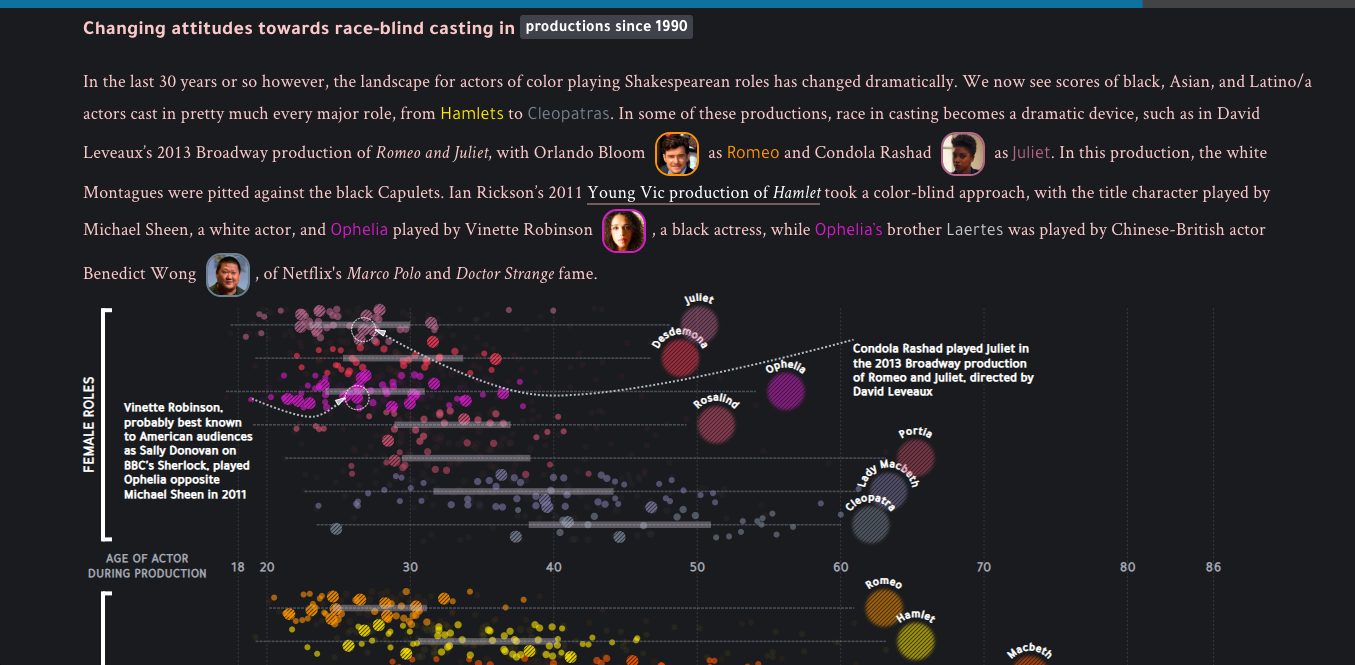 Changing attitudes towards race-blind casting in productions since 1990
In the last 30 years or so however, the landscape for actors of color playing Shakespearean roles has changed dramatically. We now see scores of black, Asian, and Latino/a
actors cast in pretty much every major role, from Hamlets to Cleopatras. In some of these productions, race in casting becomes a dramatic device, such as in David
Leveaux’s 2013 Broadway production of Romeo and Juliet, with Orlando Bloom as Romeo and Condola Rashad as Juliet. In this production, the white
Montagues were pitted against the black Capulets. Ian Rickson’s 2011 Young Vic production of Hamlet took a color-blind approach, with the title character played by
Michael Sheen, a white actor, and Ophelia played by Vinette Robinson , a black actress, while Ophelia's brother Laertes was played by Chinese-British actor
Benedict Wong , of Netflix's Marco Polo and Doctor Strange fame.
Juliet
Desdemona
Condola Rashad played Juliet in
the 2013 Broadway production
of Romeo and Juliet, directed by
David Leveaux
Ophelia
Rosalind
FEMALE ROLES
Vinette Robinson,
probably best known
to American audiences
as Sally Donovan on
BBC's Sherlock, played
Ophelia opposite
Michael Sheen in 2011
Portia
Lady Macbeth
Cleopatra
AGE OF ACTOR
DURING PRODUCTION
18 20 30 40 50 60 70 80 86
Romeo
Hamlet
Macbeth